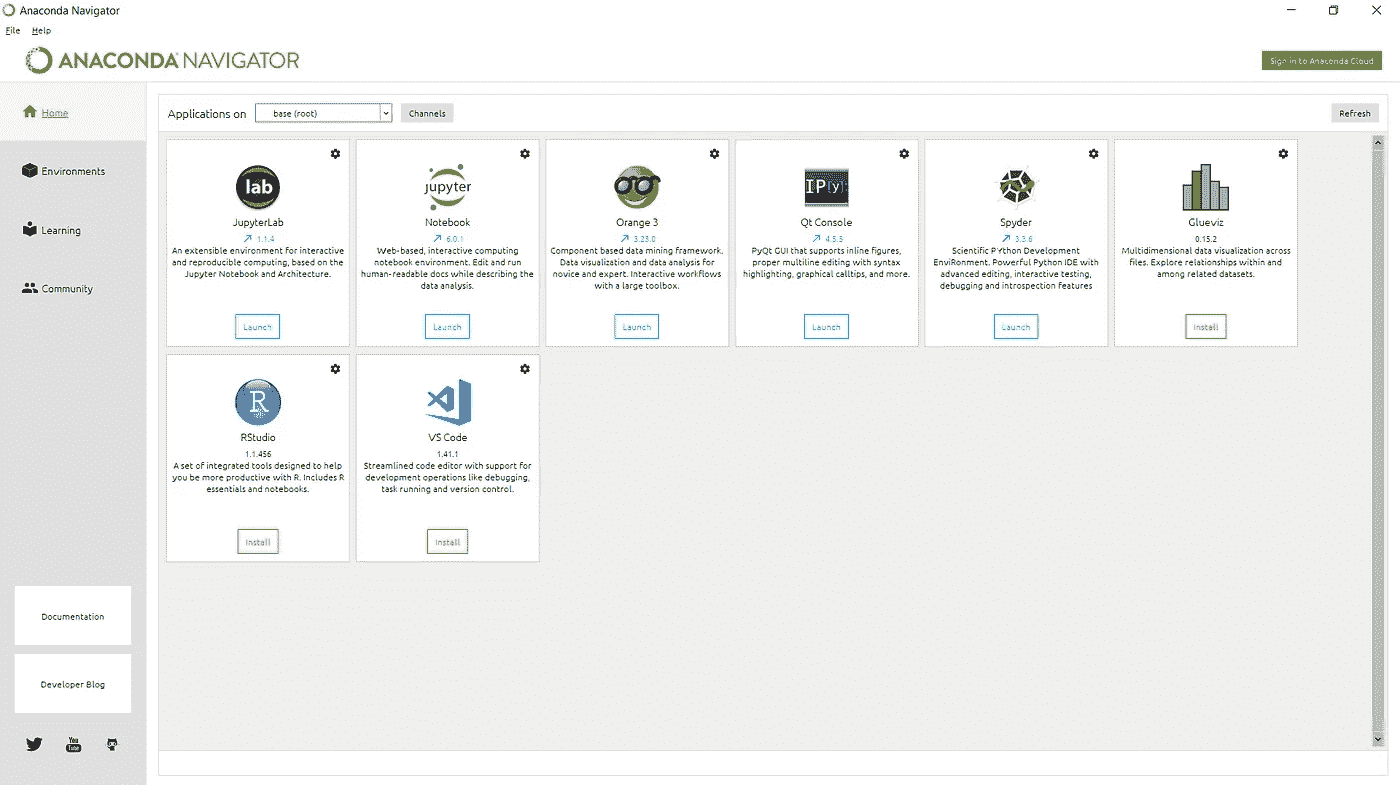 Anaconda Navigator
File Help
ANACONDA NAVIGATOR
Sign in to Anaconda Cloud
Home
Environments
Learning
Community
Documentation
Developer Blog
You
Tube
Applications on base (root) Channels Refresh
lab
JupyterLab
1.1.4
An extensible environment for interactive
and reproducible computing, based on the
Jupyter Notebook and Architecture.
Launch
jupyter
Notebook
6.0.1
Web-based, interactive computing
notebook environment. Edit and run
human-readable docs while describing the
data analysis.
Launch
Orange 3
3.23.0
Component based data mining framework.
Data visualization and data analysis for
novice and expert. Interactive workflows
with a large toolbox.
Launch
IP[y]:
Qt Console
4.5.5
PyQt GUI that supports inline figures,
proper multiline editing with syntax
highlighting, graphical calltips, and more.
Launch
Spyder
3.3.6
Scientific PYthon Development
EnviRonment. Powerful Python IDE with
advanced editing, interactive testing,
debugging and introspection features
Launch
Glueviz
0.15.2
Multidimensional data visualization across
files. Explore relationships within and
among related datasets.
Install
R
RStudio
1.1.456
A set of integrated tools designed to help
you be more productive with R. Includes R
essentials and notebooks.
Install
VS Code
1.41.1
Streamlined code editor with support for
development operations like debugging,
task running and version control.
Install